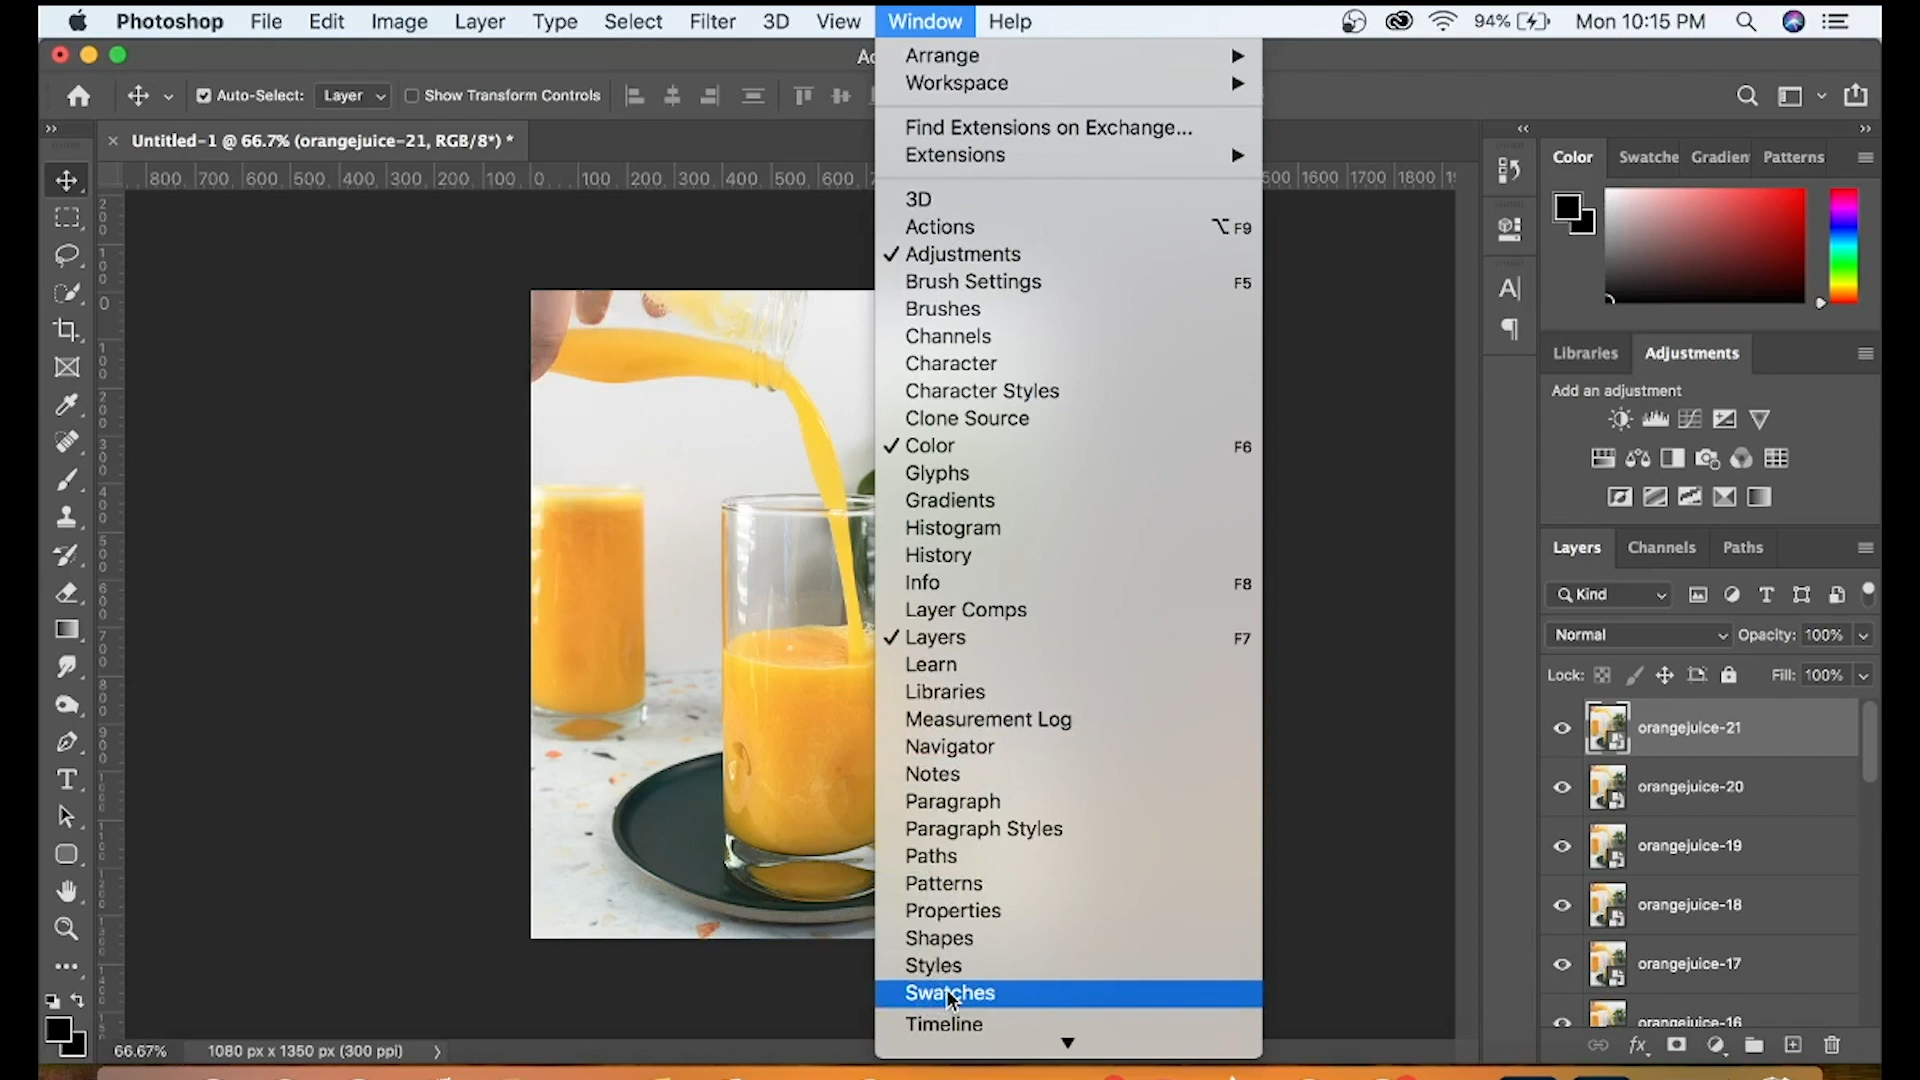 Photoshop File Edit Image Layer Type Select Filter 3D View Window Help 94% Mon 10:15 PM
Auto-Select: Layer Show Transform Controls
Untitled-1 @ 66.7% (orangejuice-21, RGB/8*) *
800 700 600 500 400 300 200 100 0 100 200 300 400 500 600 1600 1700 1800
Arrange
Workspace
Find Extensions on Exchange...
Extensions
3D
Actions ⌥ F9
Adjustments
Brush Settings F5
Brushes
Channels
Character
Character Styles
Clone Source
Color F6
Glyphs
Gradients
Histogram
History
Info F8
Layer Comps
Layers F7
Learn
Libraries
Measurement Log
Navigator
Notes
Paragraph
Paragraph Styles
Paths
Patterns
Properties
Shapes
Styles
Swatches
Timeline
Color Swatche Gradien Patterns
Libraries Adjustments
Add an adjustment
Layers Channels Paths
Kind
Normal Opacity: 100%
Lock: Fill: 100%
orangejuice-21
orangejuice-20
orangejuice-19
orangejuice-18
orangejuice-17
orangejuice-16
66.67% 1080 px x 1350 px (300 ppi)